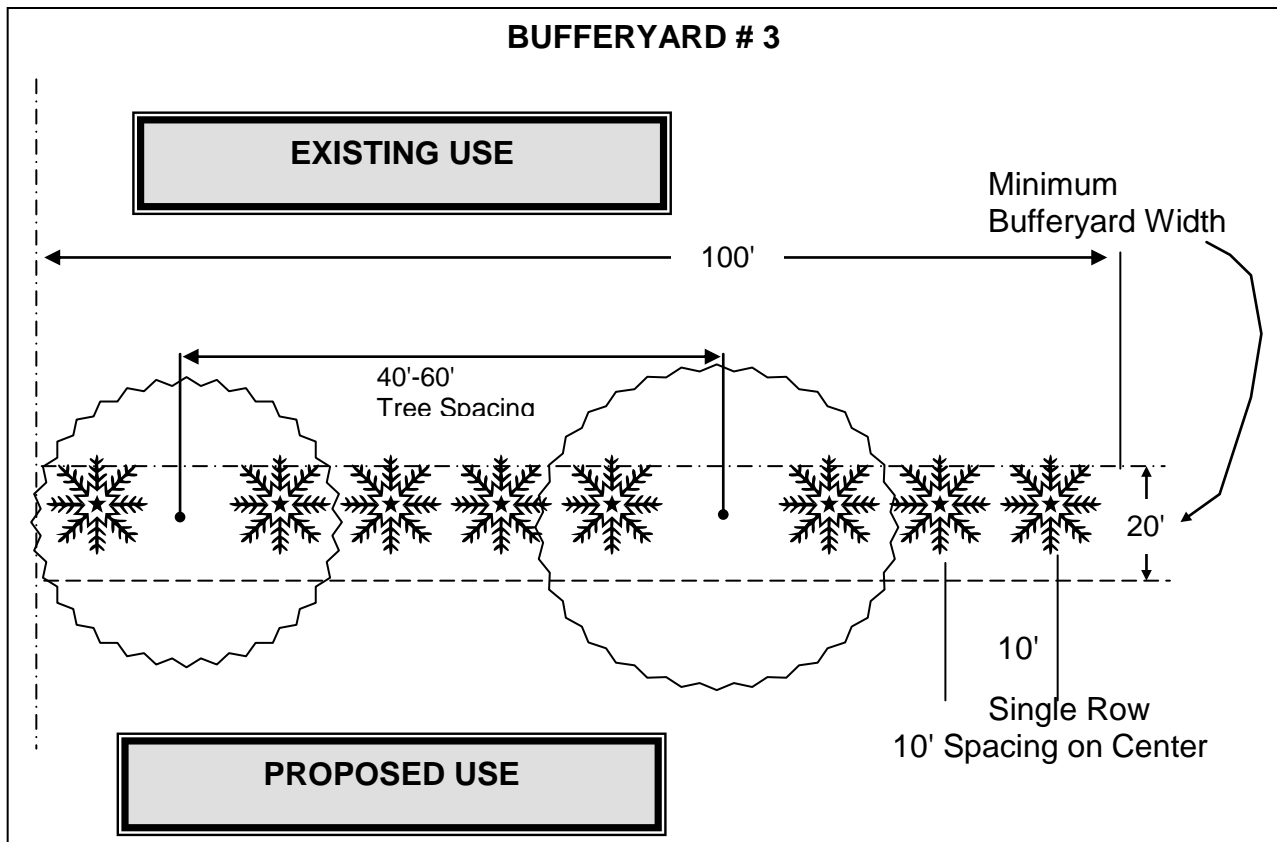 BUFFERYARD # 3
EXISTING USE
Minimum
Bufferyard Width
100'
40'-60'
Tree Spacing
20'
10'
Single Row
10' Spacing on Center
PROPOSED USE